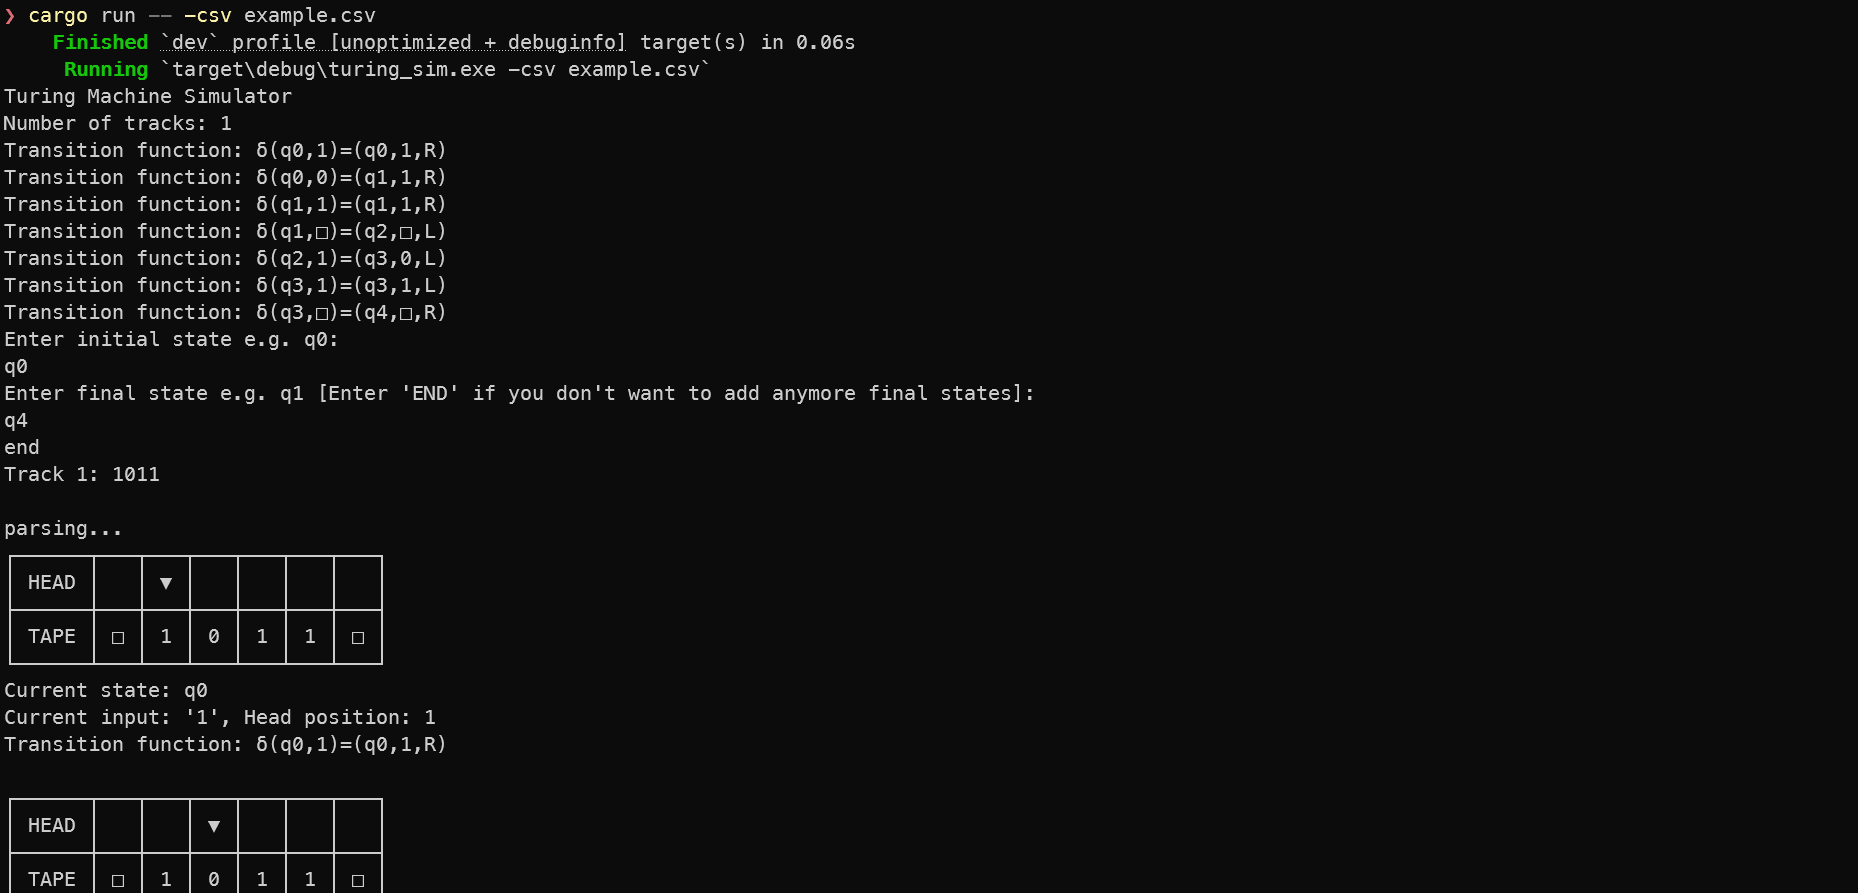 ❯ cargo run -- -csv example.csv
Finished `dev` profile [unoptimized + debuginfo] target(s) in 0.06s
Running `target\debug\turing_sim.exe -csv example.csv`
Turing Machine Simulator
Number of tracks: 1
Transition function: δ(q0,1)=(q0,1,R)
Transition function: δ(q0,0)=(q1,1,R)
Transition function: δ(q1,1)=(q1,1,R)
Transition function: δ(q1,□)=(q2,□,L)
Transition function: δ(q2,1)=(q3,0,L)
Transition function: δ(q3,1)=(q3,1,L)
Transition function: δ(q3,□)=(q4,□,R)
Enter initial state e.g. q0:
q0
Enter final state e.g. q1 [Enter 'END' if you don't want to add anymore final states]:
q4
end
Track 1: 1011
parsing...
HEAD ▼
TAPE □ 1 0 1 1 □
Current state: q0
Current input: '1', Head position: 1
Transition function: δ(q0,1)=(q0,1,R)
HEAD ▼
TAPE □ 1 0 1 1 □